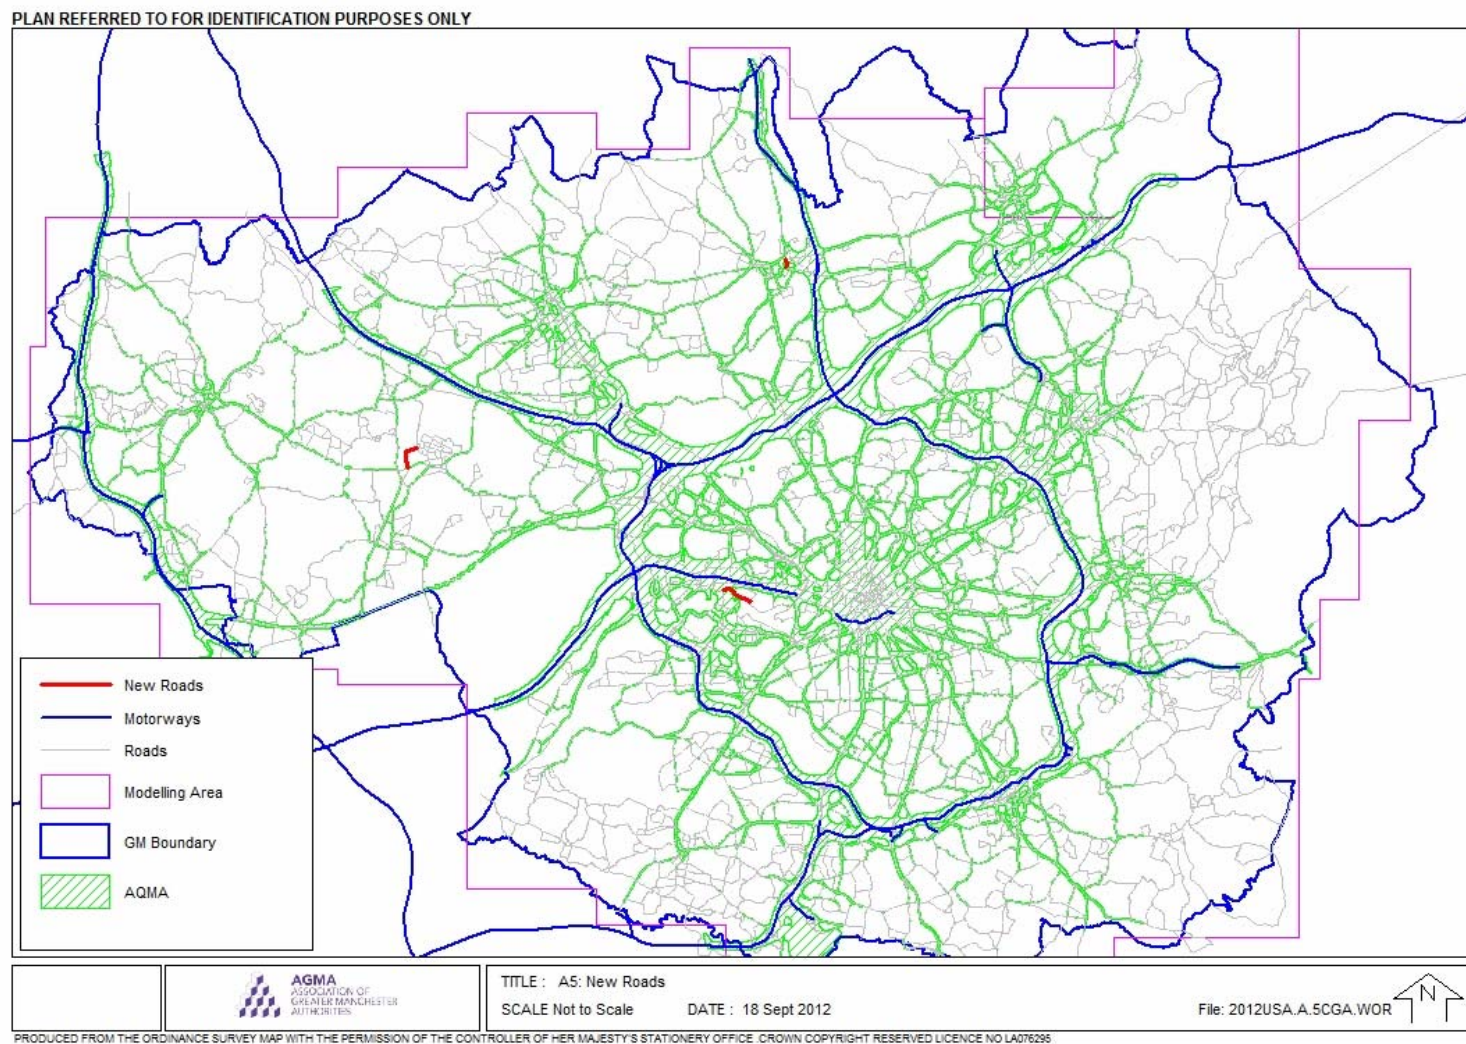 PLAN REFERRED TO FOR IDENTIFICATION PURPOSES ONLY
New Roads
Motorways
Roads
Modelling Area
GM Boundary
AQMA
AGMA
ASSOCIATION OF
GREATER MANCHESTER
AUTHORITIES
TITLE : A5: New Roads
SCALE Not to Scale DATE : 18 Sept 2012
File: 2012USA.A.5CGA.WOR
N
PRODUCED FROM THE ORDINANCE SURVEY MAP WITH THE PERMISSION OF THE CONTROLLER OF HER MAJESTY'S STATIONERY OFFICE .CROWN COPYRIGHT RESERVED LICENCE NO LA076295